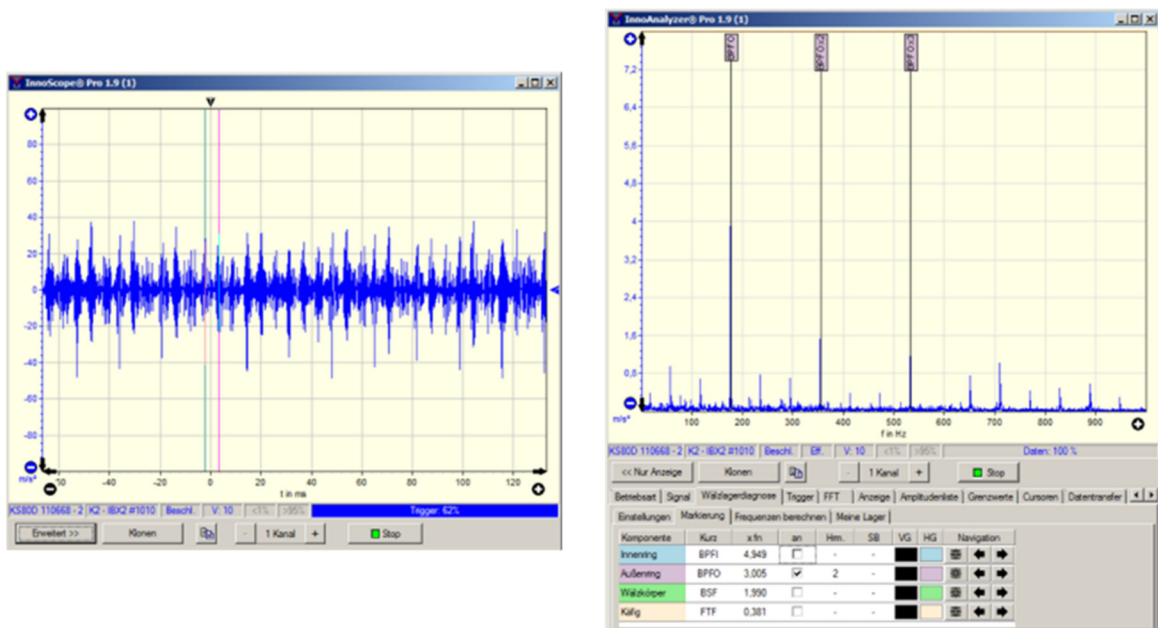 InnoScope® Pro 1.9 (1)
80
60
40
20
0
-20
-40
-60
-80
m/s²
-20 0 20 40 60 80 100 120
t in ms
KS80D 110668 - 2 K2 - IBX2 #1010 Beschl. V: 10 <1% >95% Trigger: 62%
Erweitert >> Klonen - 1 Kanal + Stop
InnoAnalyzer® Pro 1.9 (1)
BPFO BPFOx2 BPFOx3
7,2
6,4
5,6
4,8
4
3,2
2,4
1,6
0,8
m/s²
100 200 300 400 500 600 700 800 900
f in Hz
KS80D 110668 - 2 K2 - IBX2 #1010 Beschl. Eff. V: 10 <1% >95% Daten: 100 %
<< Nur Anzeige Klonen - 1 Kanal + Stop
Betriebsart Signal Wälzlagerdiagnose Trigger FFT Anzeige Amplitudenliste Grenzwerte Cursoren Datentransfer
Einstellungen Markierung Frequenzen berechnen Meine Lager
Komponente Kurz x fn an Hrm. SB VG HG Navigation
Innenring BPFI 4,949 - -
Außenring BPFO 3,005 2 -
Wälzkörper BSF 1,990 - -
Käfig FTF 0,381 - -